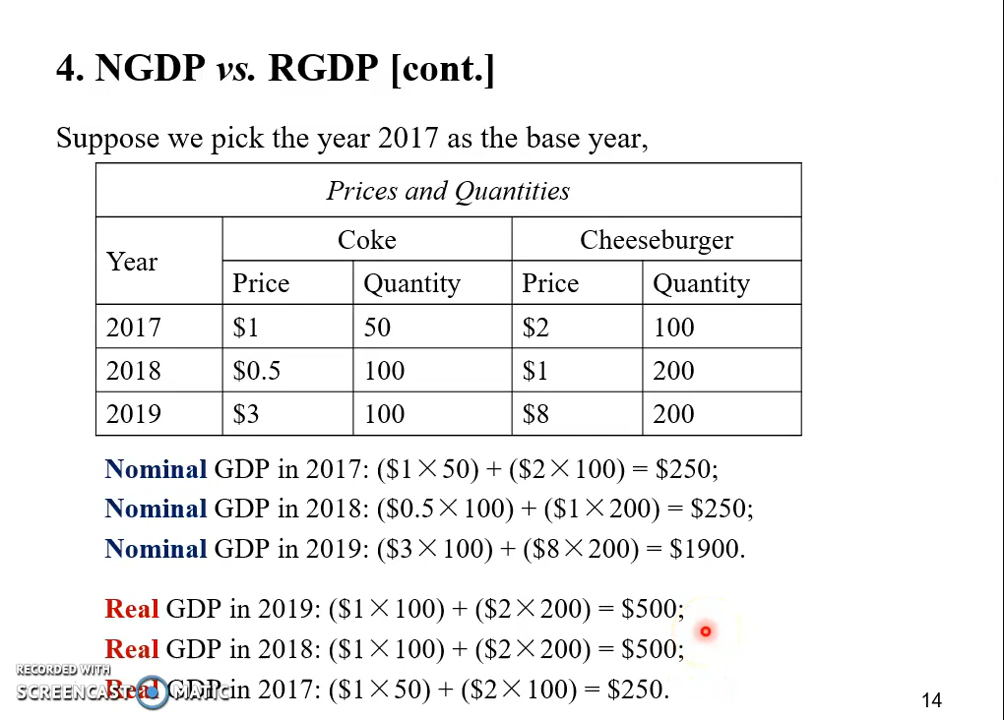 4. NGDP vs. RGDP [cont.]
Suppose we pick the year 2017 as the base year,
Prices and Quantities
Year Coke Cheeseburger
Price Quantity Price Quantity
2017 $1 50 $2 100
2018 $0.5 100 $1 200
2019 $3 100 $8 200
Nominal GDP in 2017: ($1×50) + ($2×100) = $250;
Nominal GDP in 2018: ($0.5×100) + ($1×200) = $250;
Nominal GDP in 2019: ($3×100) + ($8×200) = $1900.
Real GDP in 2019: ($1×100) + ($2×200) = $500;
Real GDP in 2018: ($1×100) + ($2×200) = $500;
Real GDP in 2017: ($1×50) + ($2×100) = $250.
RECORDED WITH
SCREENCAST MATIC
14